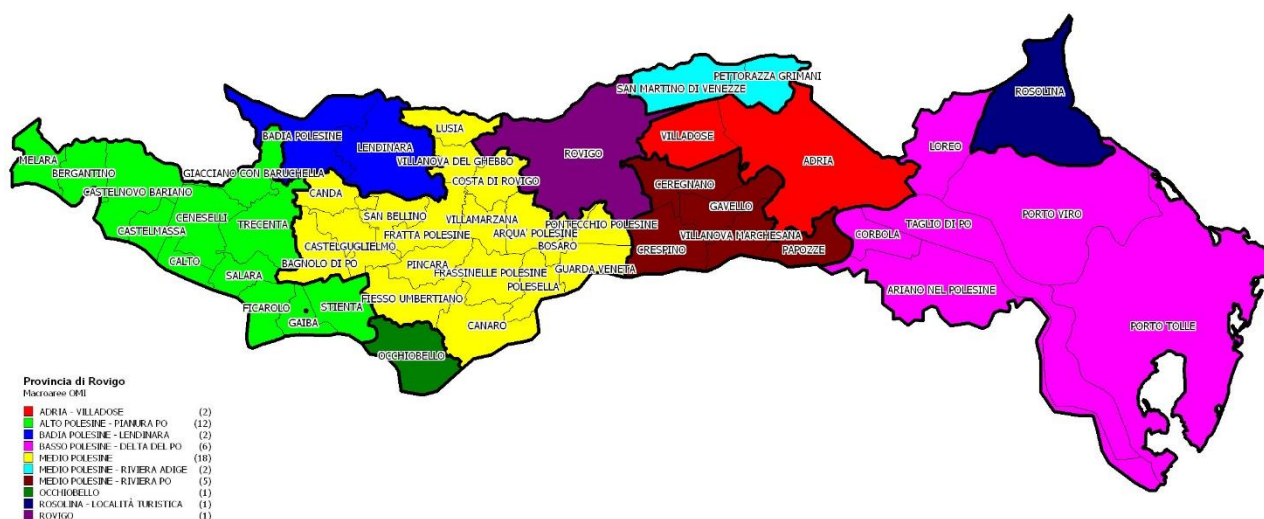 PETTORAZZA GRIMANI
SAN MARTINO DI VENEZZE
ROSOLINA
LUSIA
BADIA POLESINE
VILLADOSE
LENDINARA
LOREO
ROVIGO
MELARA
VILLANOVA DEL GHEBBO
ADRIA
BERGANTINO
GIACCIANO CON BARUCHELLA
COSTA DI ROVIGO
CEREGNANO
CASTELNOVO BARIANO
CANDA
GAVELLO
PORTO VIRO
CENESELLI
SAN BELLINO
VILLAMARZANA
TRECENTA
PONTECCHIO POLESINE
TAGLIO DI PO
CASTELMASSA
FRATTA POLESINE
ARQUA' POLESINE
VILLANOVA MARCHESANA
CORBOLA
CASTELGUGLIELMO
BOSARO
CRESPINO
PAPOZZE
CALTO
BAGNOLO DI PO
PINCARA
GUARDA VENETA
SALARA
FRASSINELLE POLESINE
POLESELLA
ARIANO NEL POLESINE
FICAROLO
STIENTA
FIESSO UMBERTIANO
GAIBA
CANARO
PORTO TOLLE
OCCHIOBELLO
Provincia di Rovigo
Macroaree OMI
ADRIA - VILLADOSE (2)
ALTO POLESINE - PIANURA PO (12)
BADIA POLESINE - LENDINARA (2)
BASSO POLESINE - DELTA DEL PO (6)
MEDIO POLESINE (18)
MEDIO POLESINE - RIVIERA ADIGE (2)
MEDIO POLESINE - RIVIERA PO (5)
OCCHIOBELLO (1)
ROSOLINA - LOCALITÀ TURISTICA (1)
ROVIGO (1)